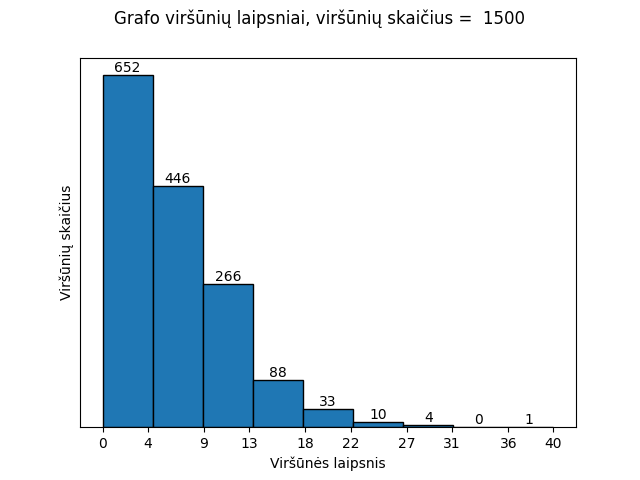 Grafo viršūnių laipsniai, viršūnių skaičius =  1500
652
446
266
88
33
10
4
0
1
Viršūnių skaičius
0 4 9 13 18 22 27 31 36 40
Viršūnės laipsnis